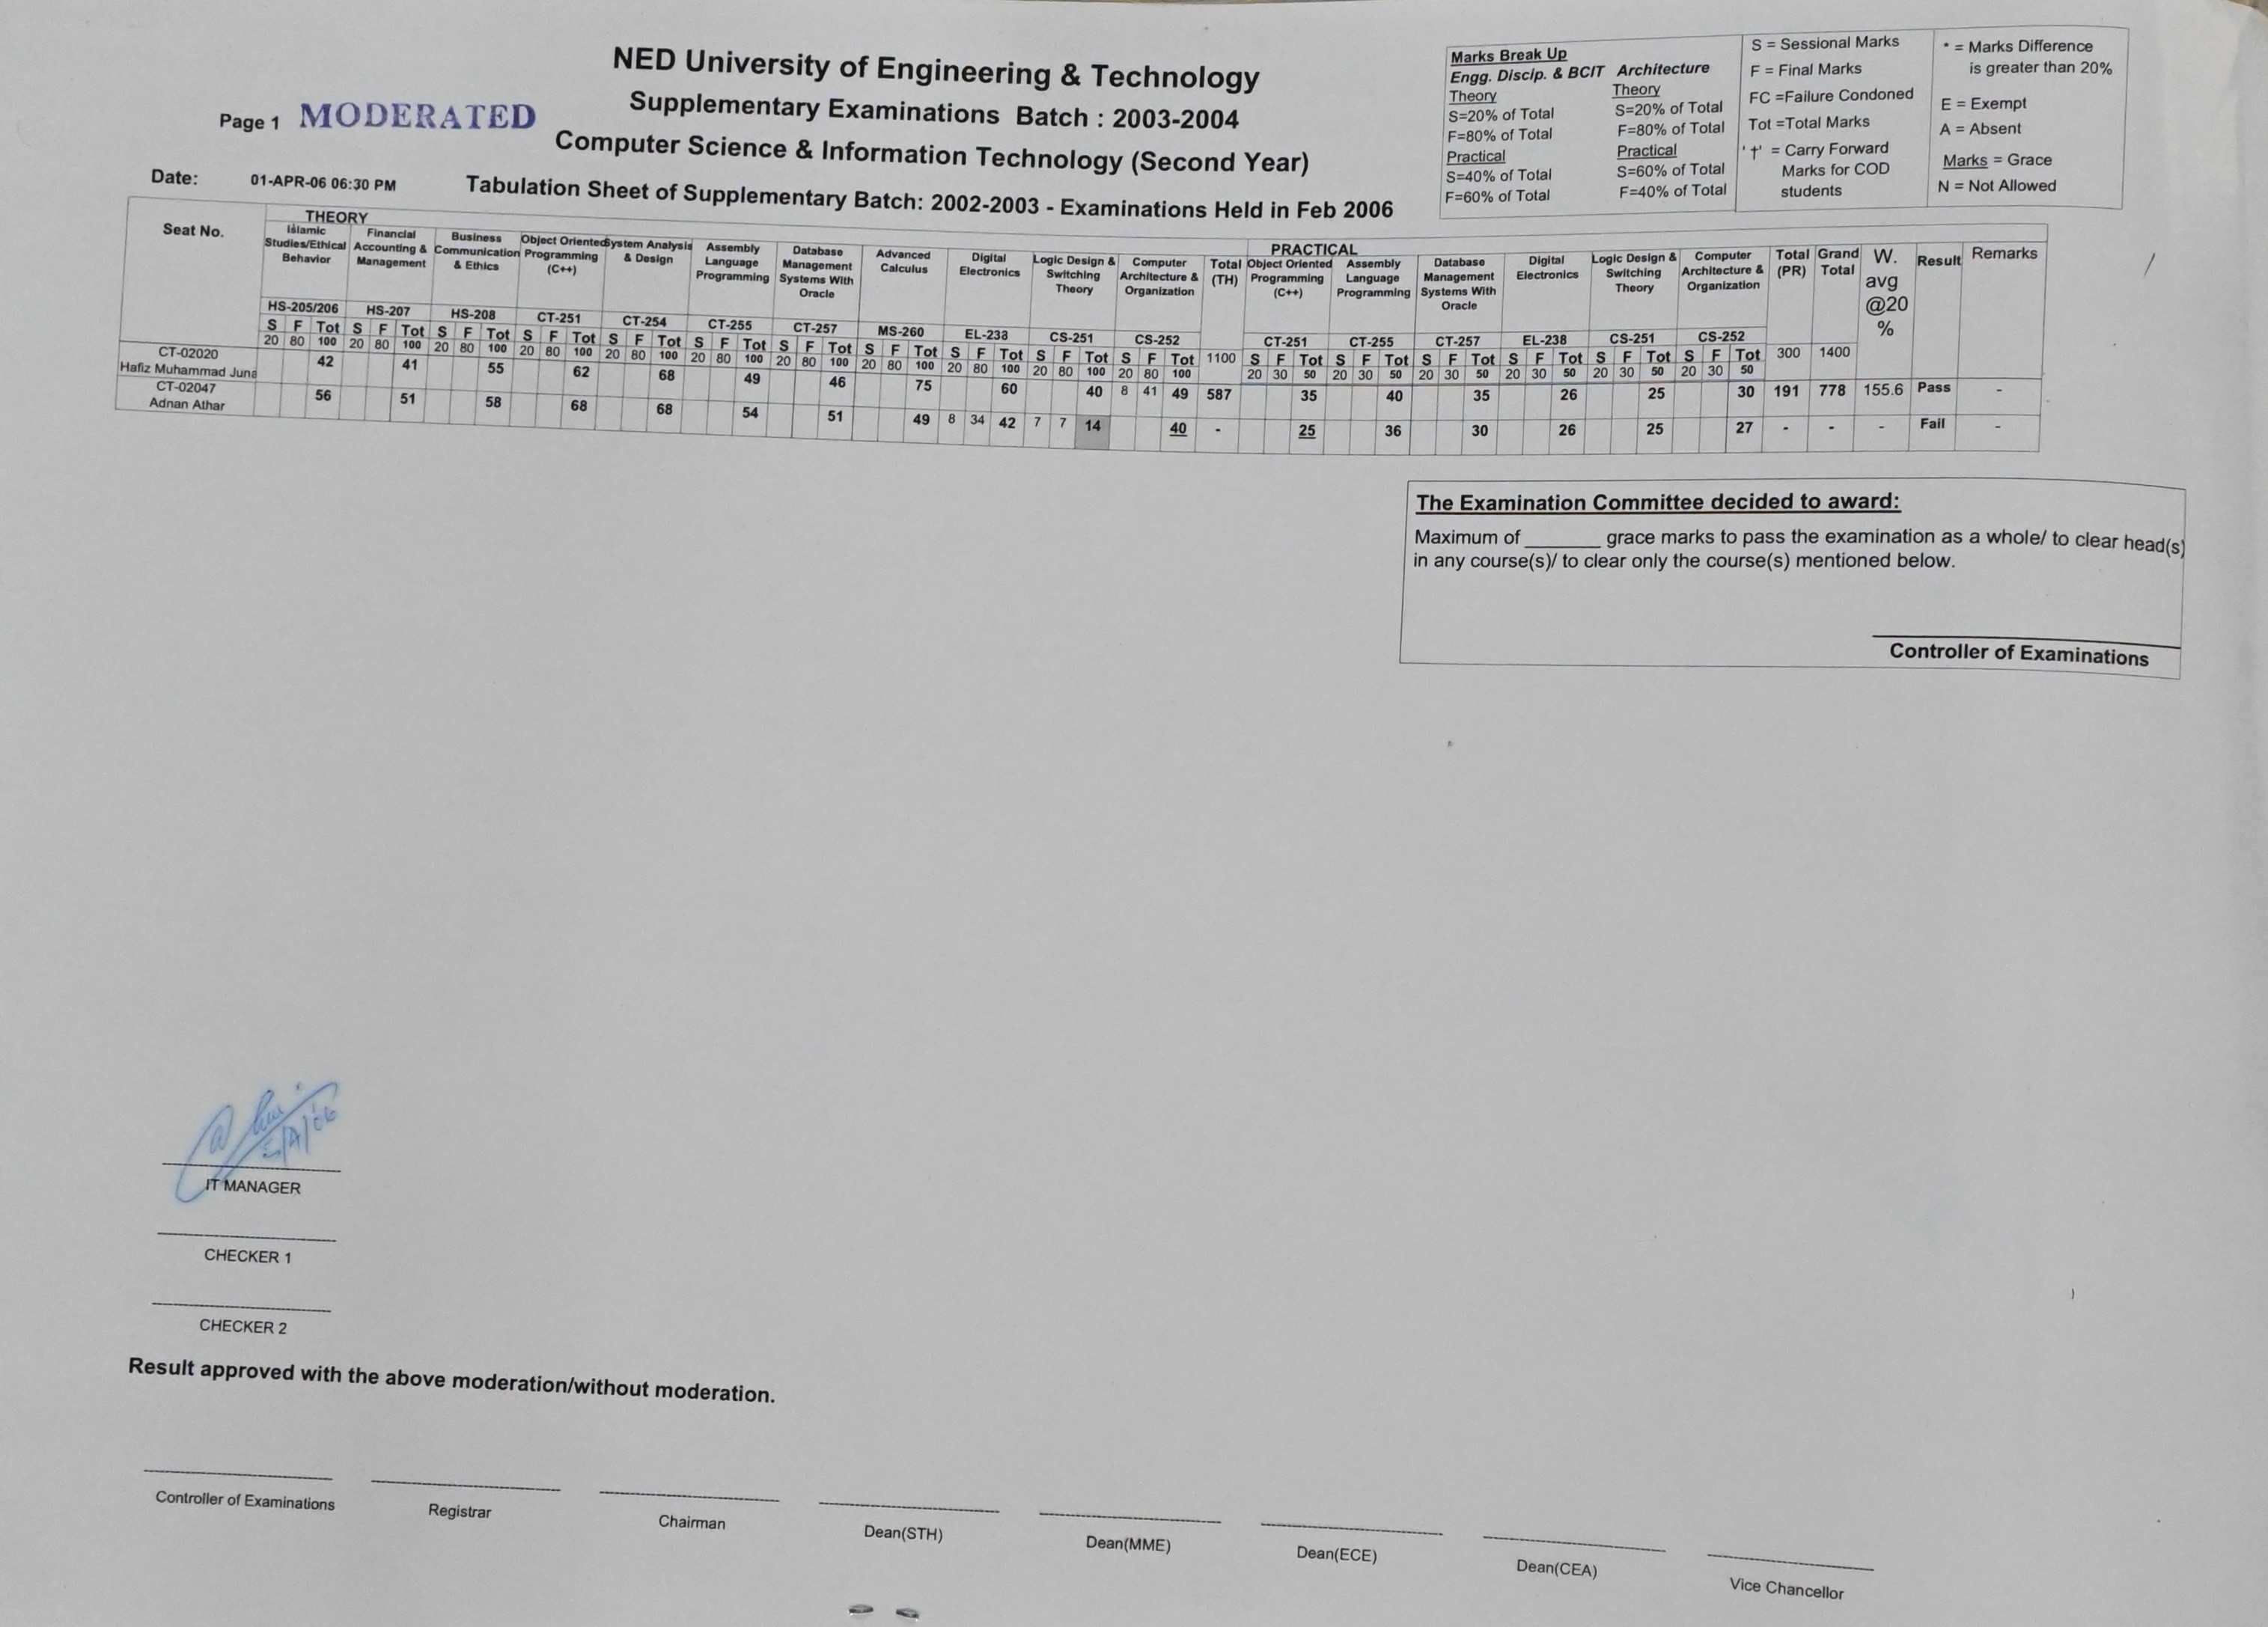 Page 1 MODERATED
NED University of Engineering & Technology
Supplementary Examinations Batch : 2003-2004
Computer Science & Information Technology (Second Year)
Date: 01-APR-06 06:30 PM Tabulation Sheet of Supplementary Batch: 2002-2003 - Examinations Held in Feb 2006
Marks Break Up
Engg. Discip. & BCIT Architecture
Theory Theory
S=20% of Total S=20% of Total
F=80% of Total F=80% of Total
Practical Practical
S=40% of Total S=60% of Total
F=60% of Total F=40% of Total
S = Sessional Marks
F = Final Marks
FC =Failure Condoned
Tot =Total Marks
'†' = Carry Forward
Marks for COD
students
* = Marks Difference
is greater than 20%
E = Exempt
A = Absent
Marks = Grace
N = Not Allowed
Seat No. THEORY PRACTICAL
Islamic Studies/Ethical Behavior Financial Accounting & Management Business Communication & Ethics Object Oriented Programming (C++) System Analysis & Design Assembly Language Programming Database Management Systems With Oracle Advanced Calculus Digital Electronics Logic Design & Switching Theory Computer Architecture & Organization Total (TH) Object Oriented Programming (C++) Assembly Language Programming Database Management Systems With Oracle Digital Electronics Logic Design & Switching Theory Computer Architecture & Organization Total (PR) Grand Total W. avg @20 % Result Remarks
HS-205/206 HS-207 HS-208 CT-251 CT-254 CT-255 CT-257 MS-260 EL-238 CS-251 CS-252 CT-251 CT-255 CT-257 EL-238 CS-251 CS-252
S F Tot S F Tot S F Tot S F Tot S F Tot S F Tot S F Tot S F Tot S F Tot S F Tot S F Tot S F Tot S F Tot S F Tot S F Tot S F Tot S F Tot
20 80 100 20 80 100 20 80 100 20 80 100 20 80 100 20 80 100 20 80 100 20 80 100 20 80 100 20 80 100 20 80 100 1100 20 30 50 20 30 50 20 30 50 20 30 50 20 30 50 20 30 50 300 1400
CT-02020
Hafiz Muhammad Juna 42 41 55 62 68 49 46 75 60 40 8 41 49 587 35 40 35 26 25 30 191 778 155.6 Pass -
CT-02047
Adnan Athar 56 51 58 68 68 54 51 49 8 34 42 7 7 14 40 - 25 36 30 26 25 27 - - - Fail -
The Examination Committee decided to award:
Maximum of _______ grace marks to pass the examination as a whole/ to clear head(s)
in any course(s)/ to clear only the course(s) mentioned below.
Controller of Examinations
IT MANAGER
CHECKER 1
CHECKER 2
Result approved with the above moderation/without moderation.
Controller of Examinations Registrar Chairman Dean(STH) Dean(MME) Dean(ECE) Dean(CEA) Vice Chancellor